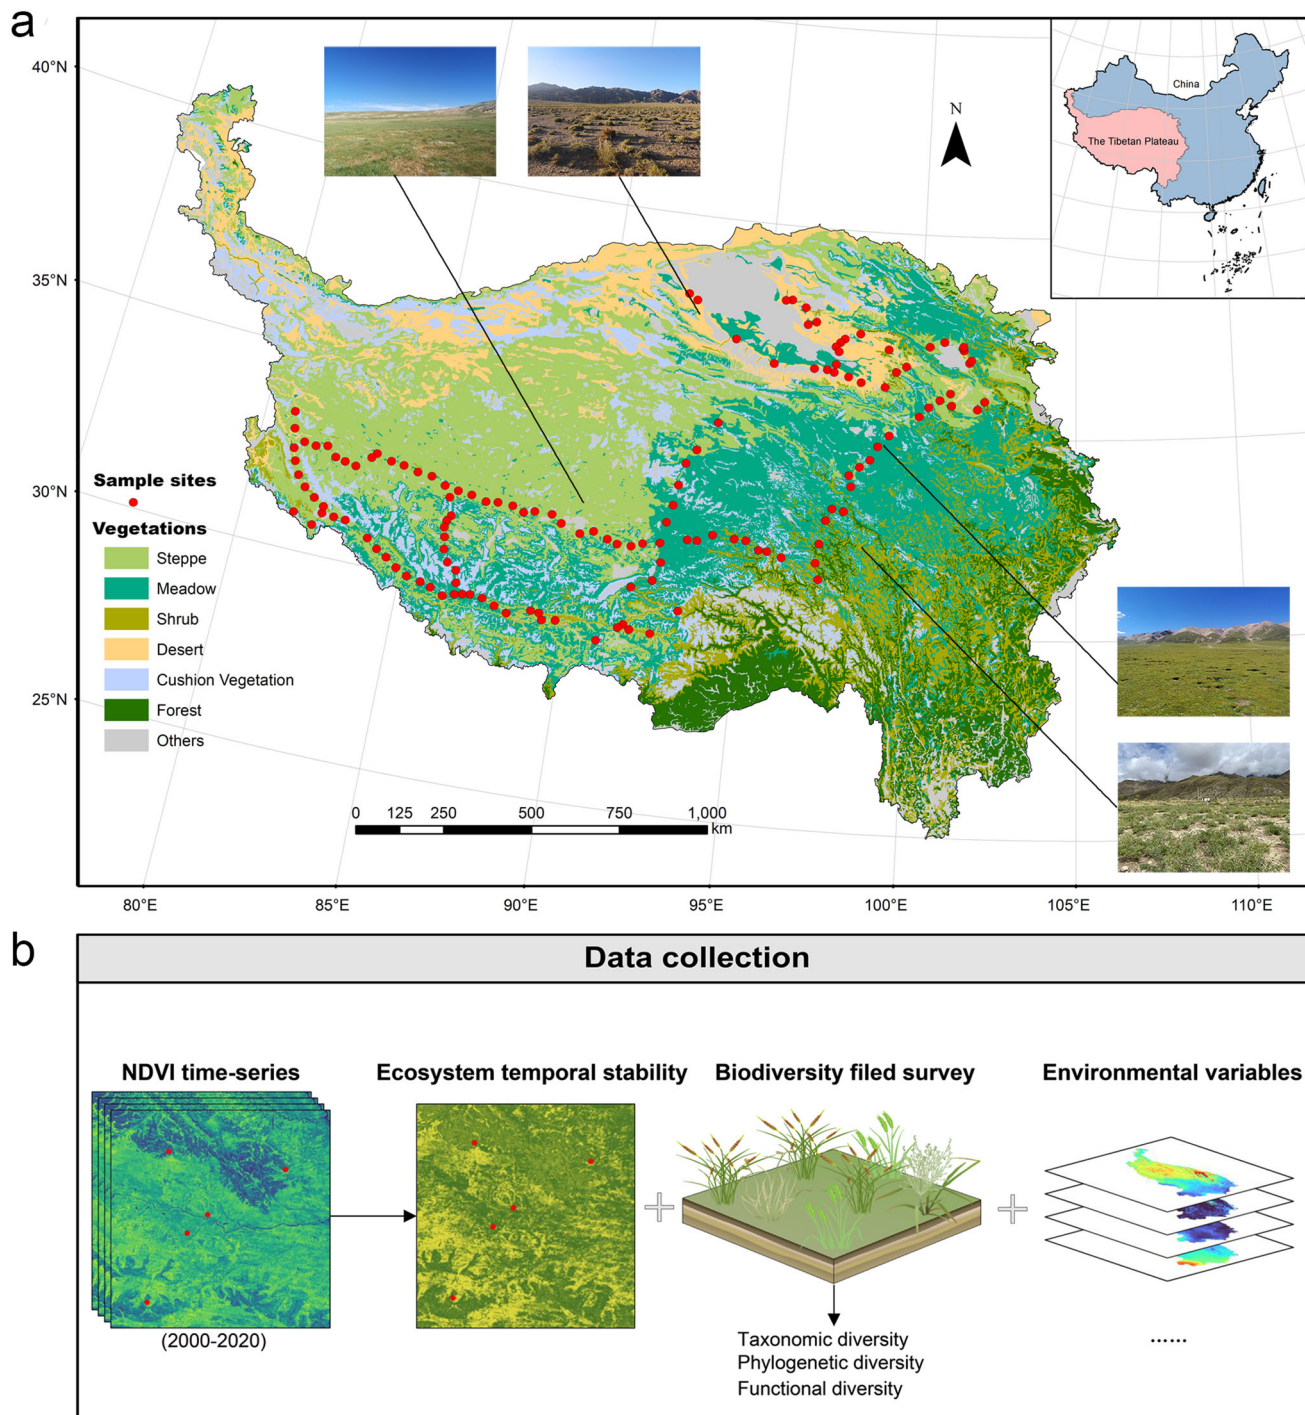 a
40°N
35°N
30°N
25°N
N
China
The Tibetan Plateau
Sample sites
Vegetations
Steppe
Meadow
Shrub
Desert
Cushion Vegetation
Forest
Others
0 125 250 500 750 1,000
km
80°E 85°E 90°E 95°E 100°E 105°E 110°E
b
Data collection
NDVI time-series Ecosystem temporal stability Biodiversity filed survey Environmental variables
(2000-2020)
Taxonomic diversity
Phylogenetic diversity
Functional diversity
......